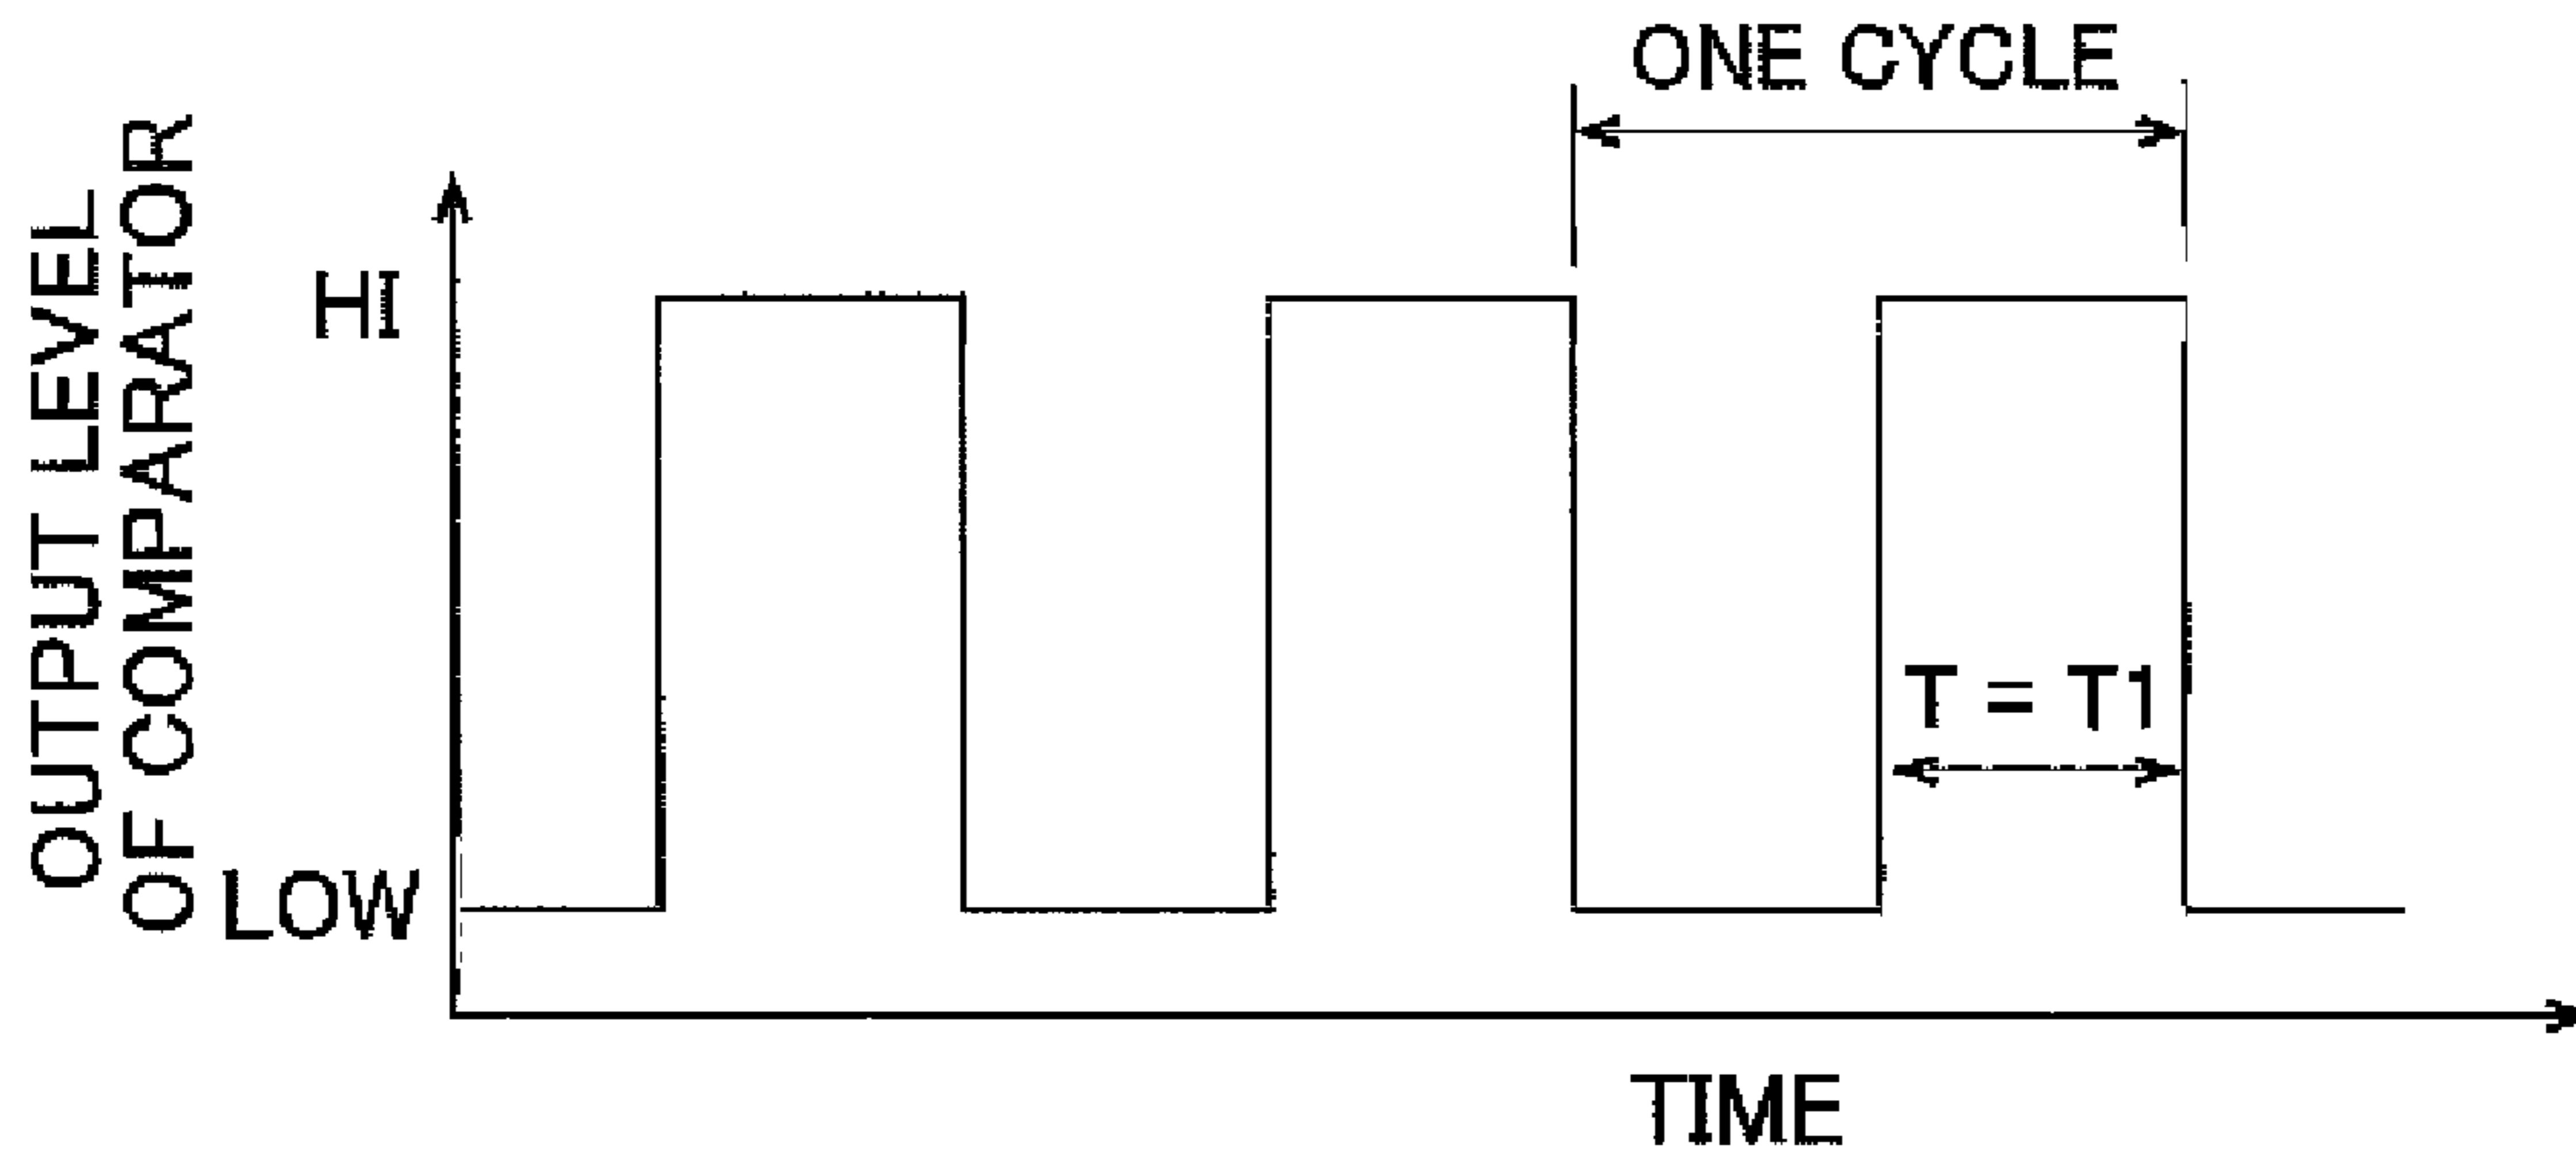 ONE CYCLE
OUTPUT LEVEL
OF COMPARATOR
HI
T = T1
LOW
TIME